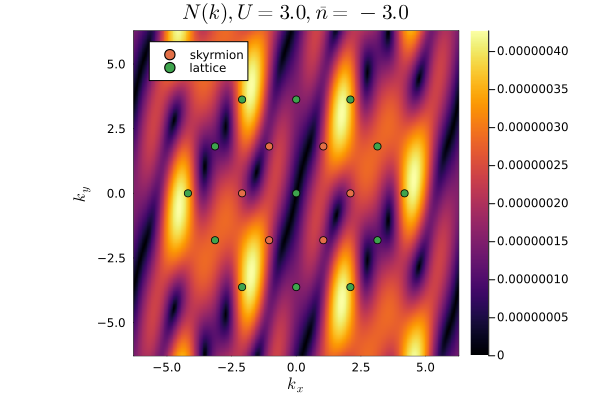 N(k), U = 3.0, n̄ = − 3.0
skyrmion
lattice
5.0
2.5
0.0
−2.5
−5.0
k_y
−5.0 −2.5 0.0 2.5 5.0
k_x
0.00000040
0.00000035
0.00000030
0.00000025
0.00000020
0.00000015
0.00000010
0.00000005
0